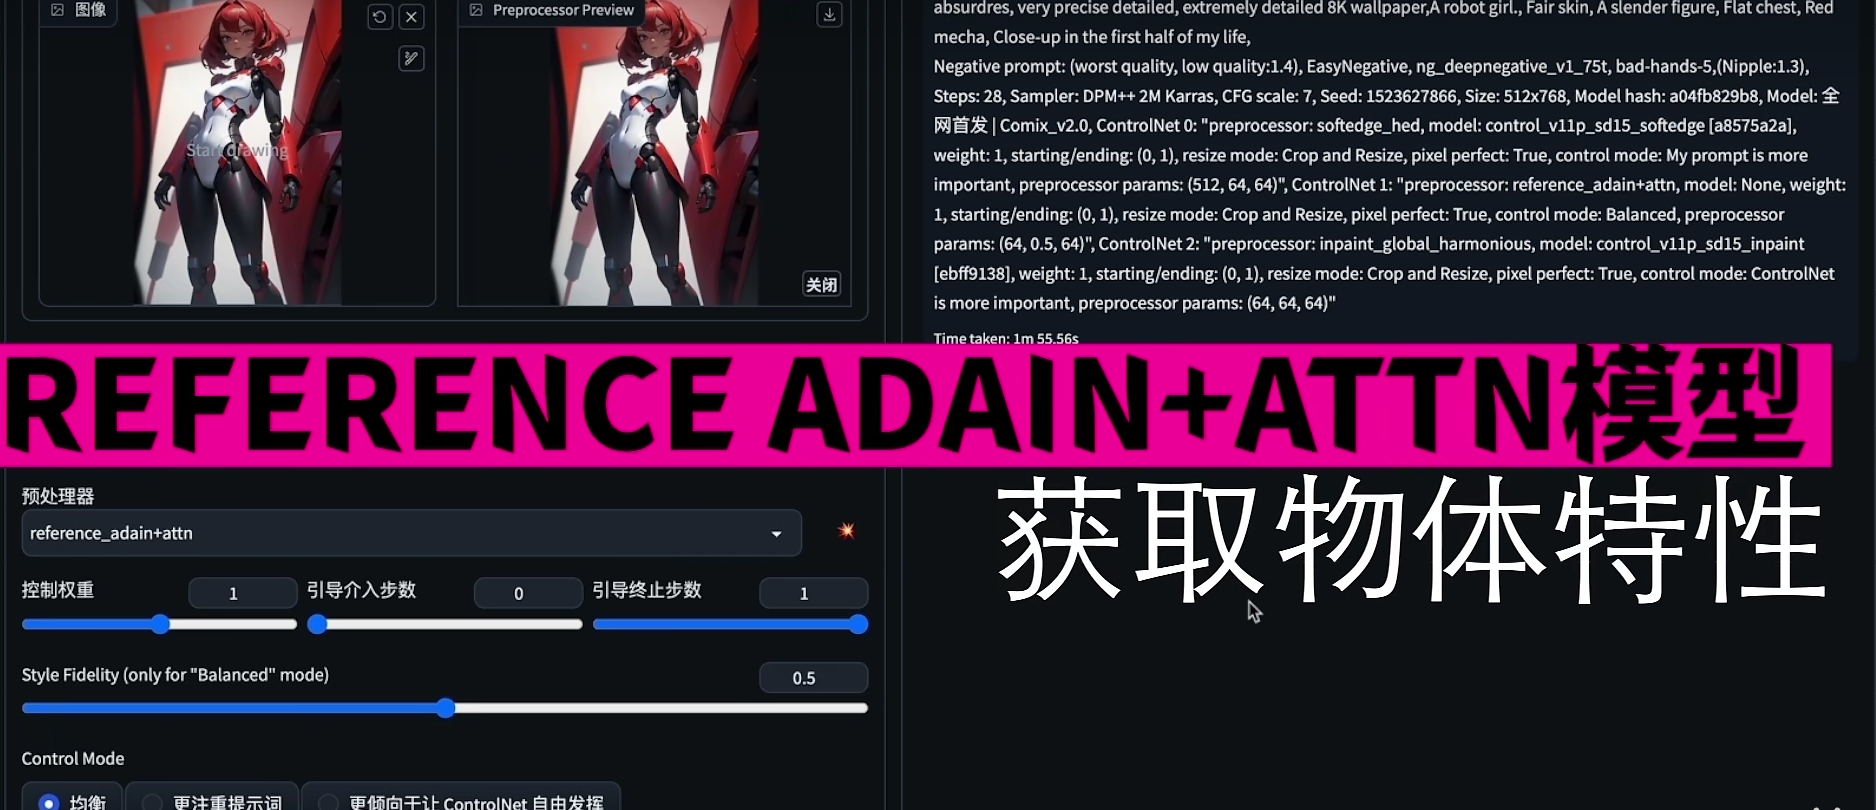 图像
Preprocessor Preview
Start drawing
关闭
absurdres, very precise detailed, extremely detailed 8K wallpaper,A robot girl., Fair skin, A slender figure, Flat chest, Red
mecha, Close-up in the first half of my life,
Negative prompt: (worst quality, low quality:1.4), EasyNegative, ng_deepnegative_v1_75t, bad-hands-5,(Nipple:1.3),
Steps: 28, Sampler: DPM++ 2M Karras, CFG scale: 7, Seed: 1523627866, Size: 512x768, Model hash: a04fb829b8, Model: 全
网首发 | Comix_v2.0, ControlNet 0: "preprocessor: softedge_hed, model: control_v11p_sd15_softedge [a8575a2a],
weight: 1, starting/ending: (0, 1), resize mode: Crop and Resize, pixel perfect: True, control mode: My prompt is more
important, preprocessor params: (512, 64, 64)", ControlNet 1: "preprocessor: reference_adain+attn, model: None, weight:
1, starting/ending: (0, 1), resize mode: Crop and Resize, pixel perfect: True, control mode: Balanced, preprocessor
params: (64, 0.5, 64)", ControlNet 2: "preprocessor: inpaint_global_harmonious, model: control_v11p_sd15_inpaint
[ebff9138], weight: 1, starting/ending: (0, 1), resize mode: Crop and Resize, pixel perfect: True, control mode: ControlNet
is more important, preprocessor params: (64, 64, 64)"
Time taken: 1m 55.56s
REFERENCE ADAIN+ATTN模型
获取物体特性
预处理器
reference_adain+attn
控制权重 1 引导介入步数 0 引导终止步数 1
Style Fidelity (only for "Balanced" mode) 0.5
Control Mode
均衡 更注重提示词 更倾向于让 ControlNet 自由发挥